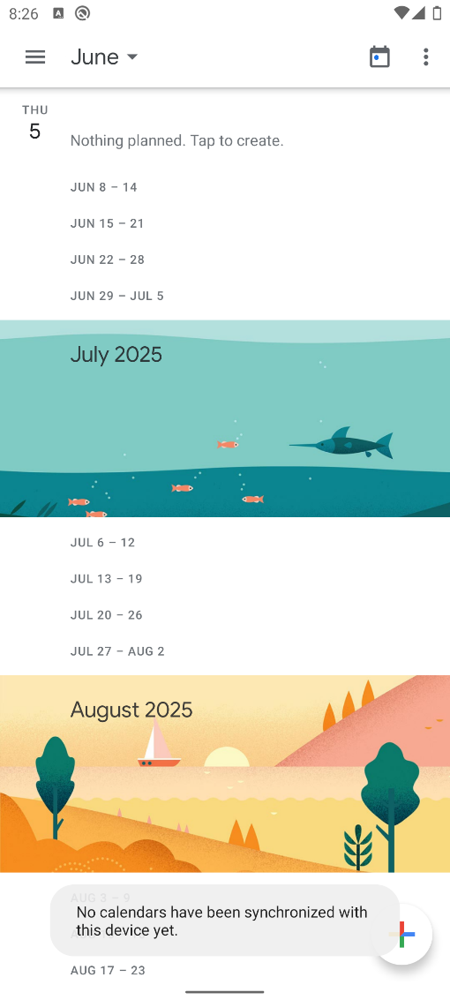 8:26
June
THU
5
Nothing planned. Tap to create.
JUN 8 – 14
JUN 15 – 21
JUN 22 – 28
JUN 29 – JUL 5
July 2025
JUL 6 – 12
JUL 13 – 19
JUL 20 – 26
JUL 27 – AUG 2
August 2025
AUG 3 – 9
No calendars have been synchronized with
this device yet.
AUG 17 – 23